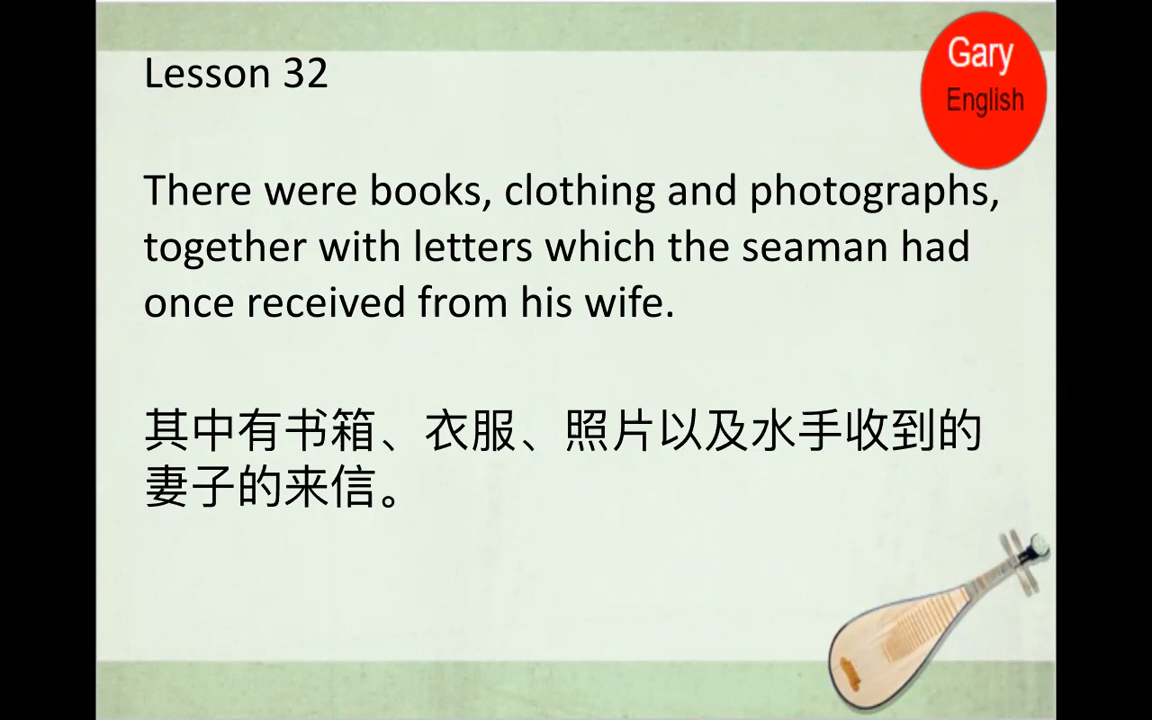 Lesson 32
Gary
English
There were books, clothing and photographs,
together with letters which the seaman had
once received from his wife.
其中有书箱、衣服、照片以及水手收到的
妻子的来信。